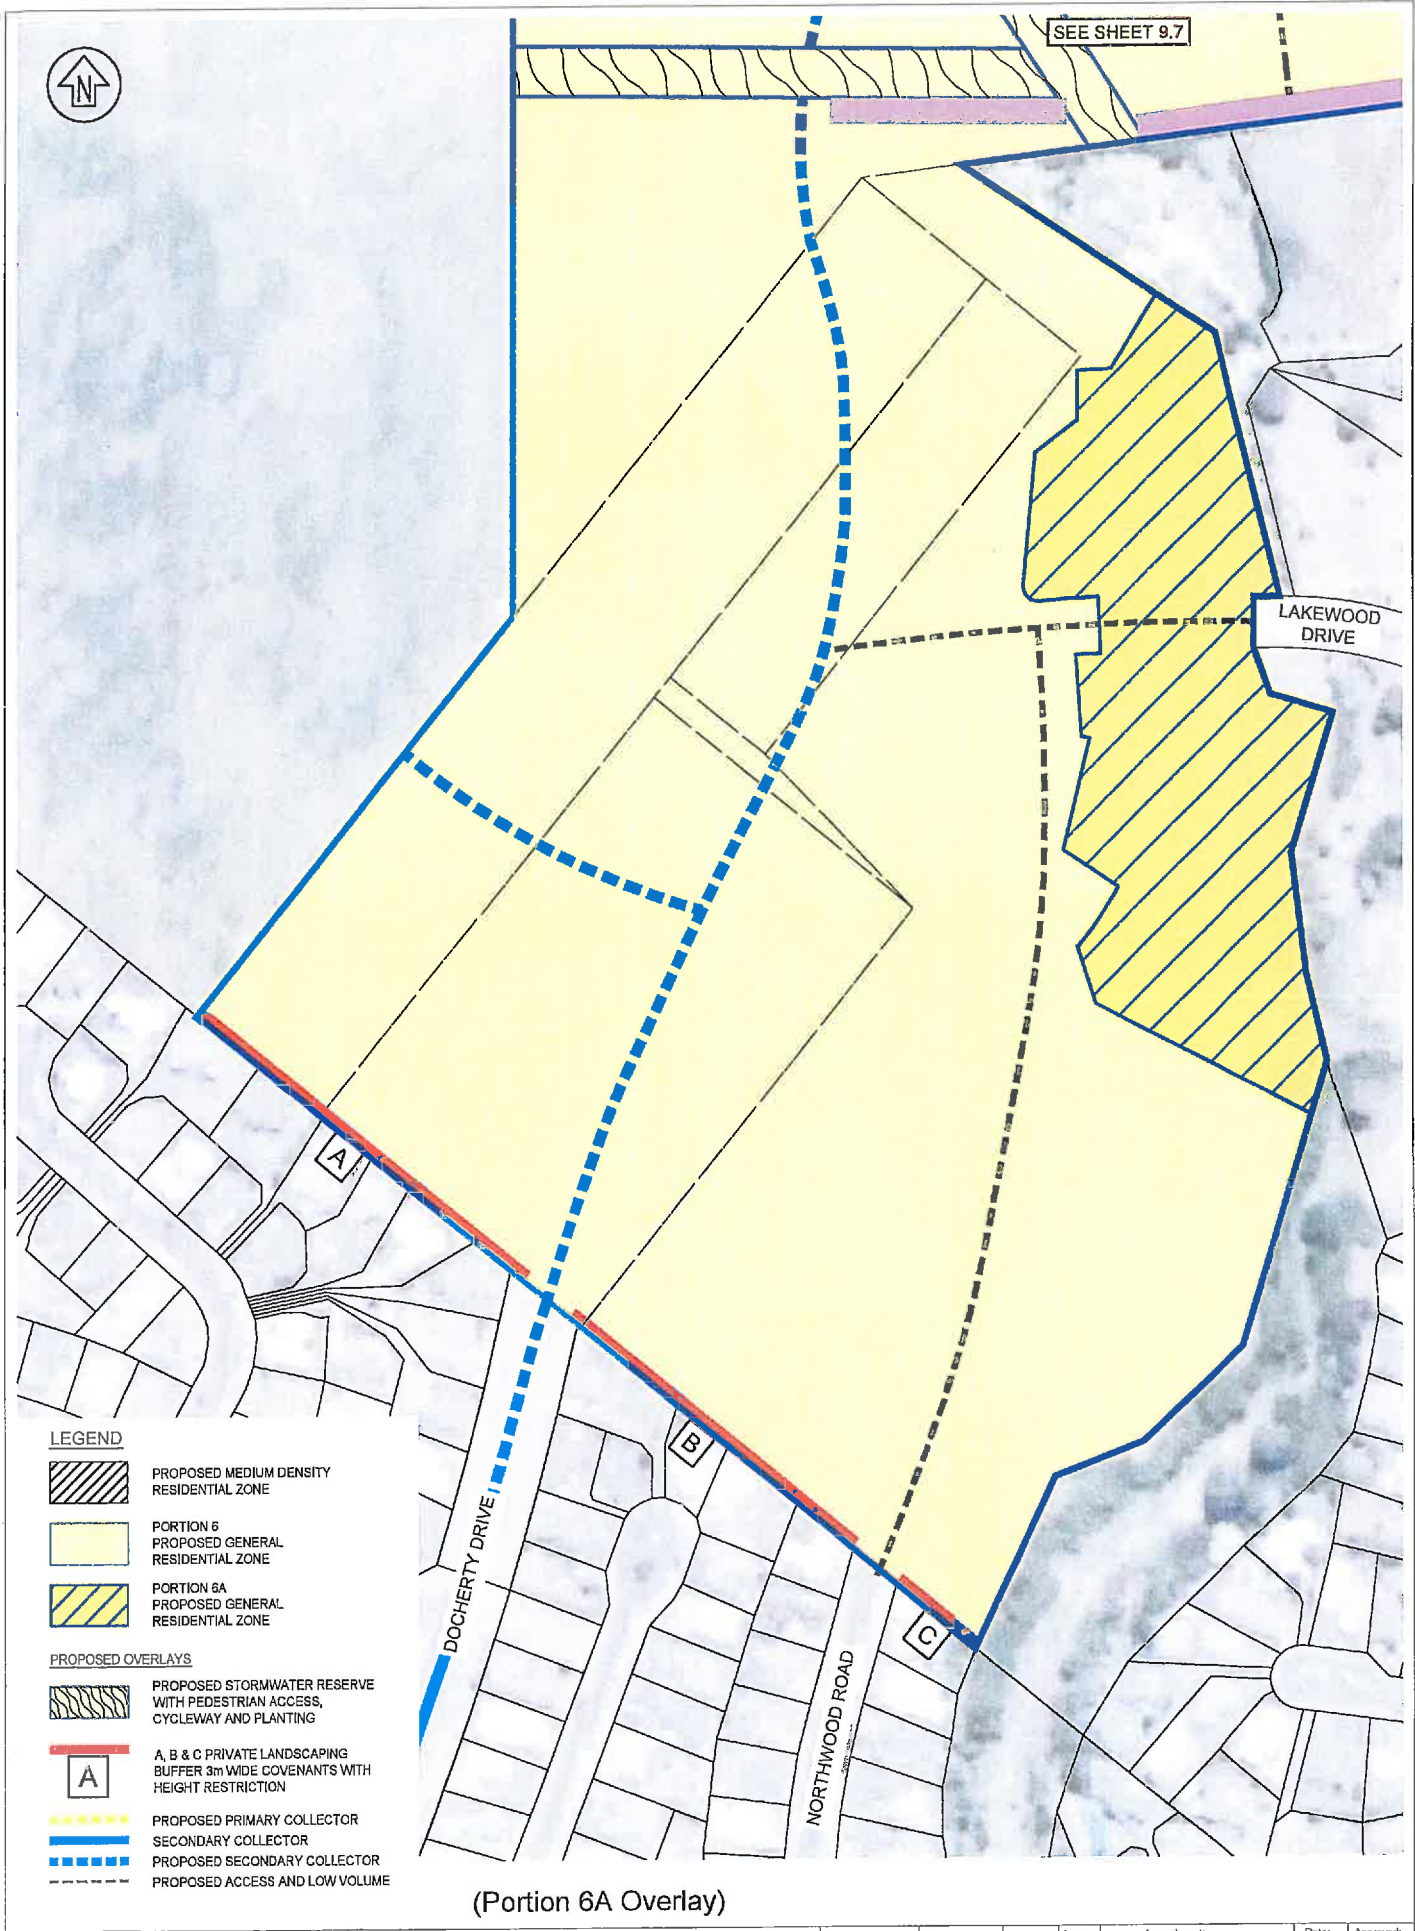 N
SEE SHEET 9.7
LAKEWOOD
DRIVE
A
B
C
DOCHERTY DRIVE
NORTHWOOD ROAD
LEGEND
PROPOSED MEDIUM DENSITY
RESIDENTIAL ZONE
PORTION 6
PROPOSED GENERAL
RESIDENTIAL ZONE
PORTION 6A
PROPOSED GENERAL
RESIDENTIAL ZONE
PROPOSED OVERLAYS
PROPOSED STORMWATER RESERVE
WITH PEDESTRIAN ACCESS,
CYCLEWAY AND PLANTING
A, B & C PRIVATE LANDSCAPING
BUFFER 3m WIDE COVENANTS WITH
HEIGHT RESTRICTION
A
PROPOSED PRIMARY COLLECTOR
SECONDARY COLLECTOR
PROPOSED SECONDARY COLLECTOR
PROPOSED ACCESS AND LOW VOLUME
(Portion 6A Overlay)